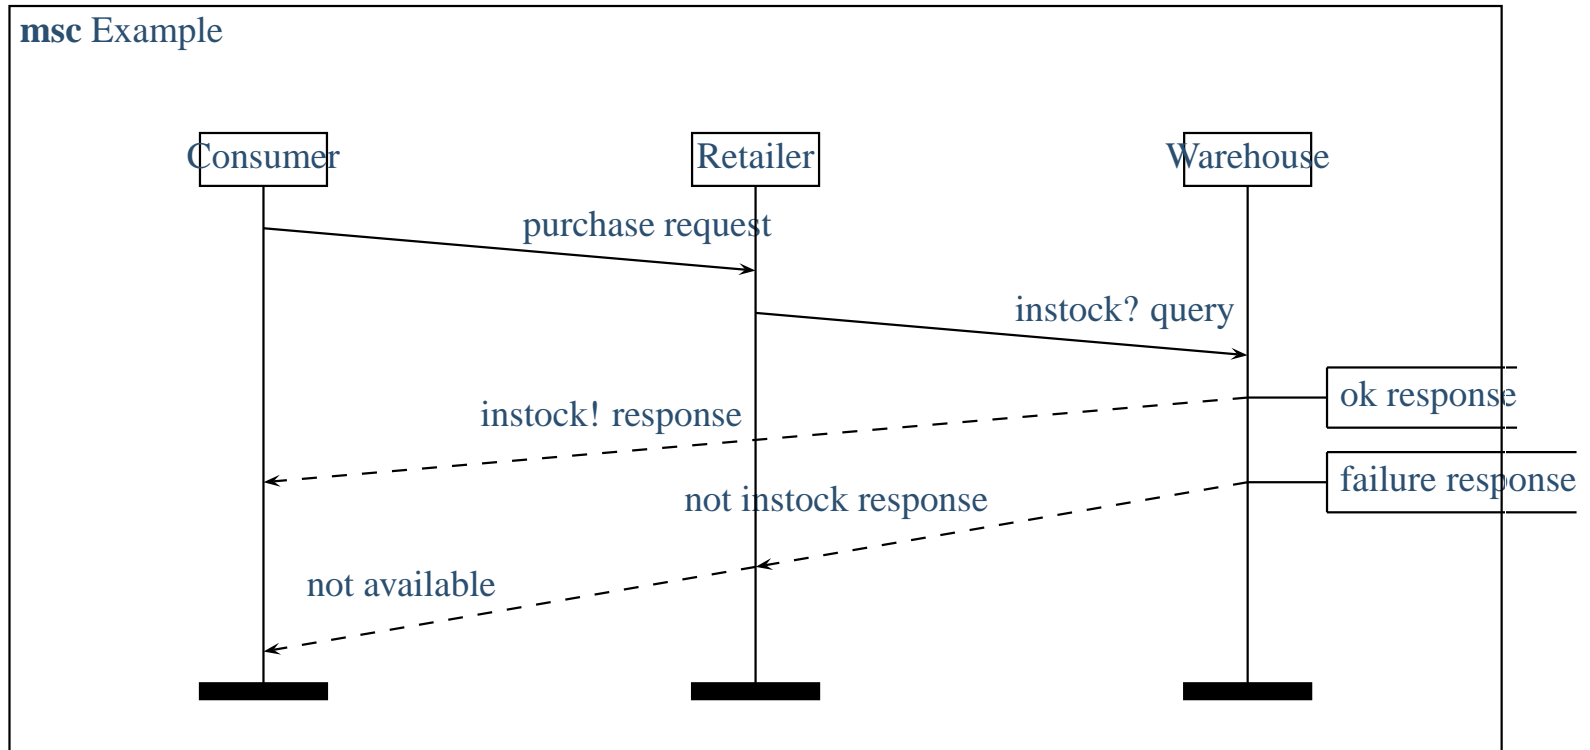 msc Example
Consumer
Retailer
Warehouse
purchase request
instock? query
ok response
instock! response
failure response
not instock response
not available